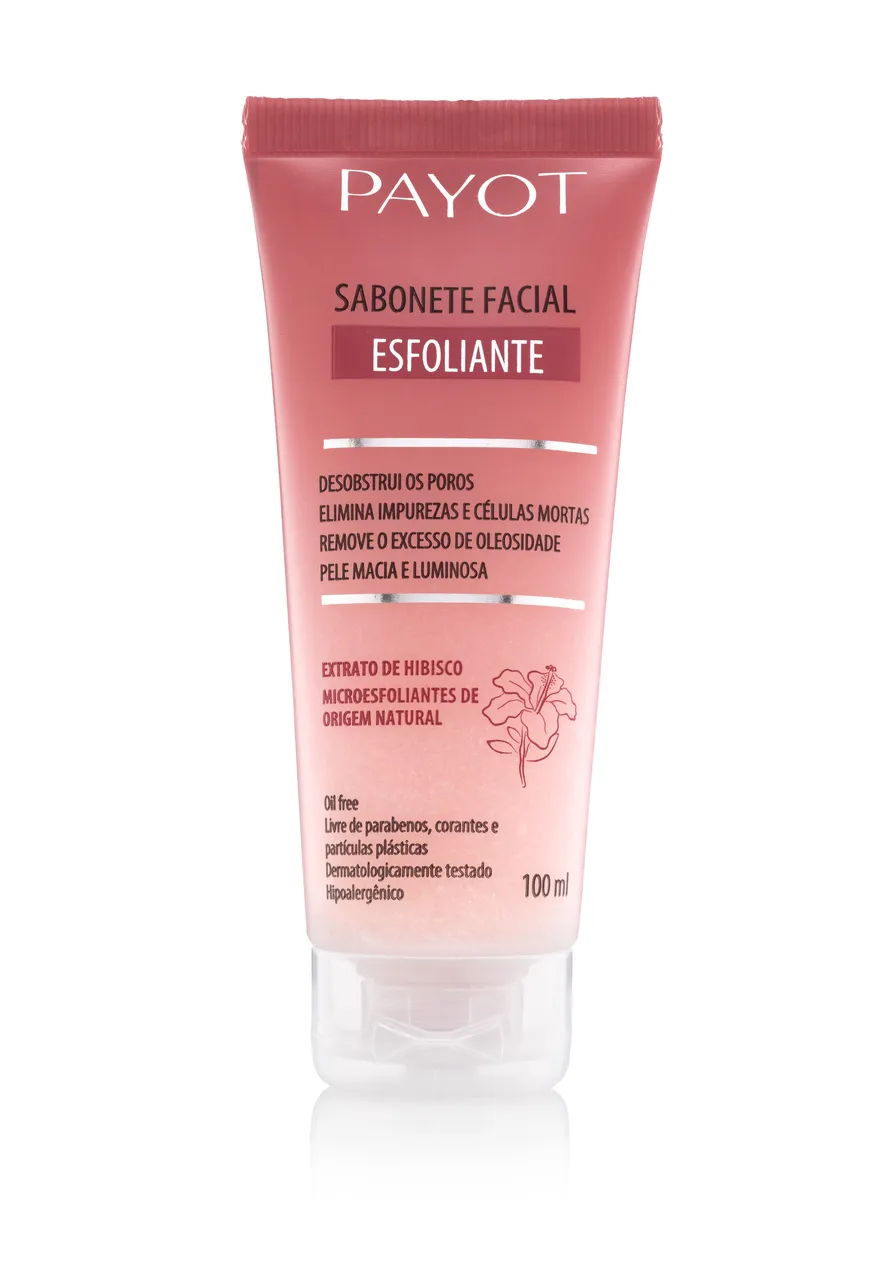 PAYOT
SABONETE FACIAL
ESFOLIANTE
DESOBSTRUI OS POROS
ELIMINA IMPUREZAS E CÉLULAS MORTAS
REMOVE O EXCESSO DE OLEOSIDADE
PELE MACIA E LUMINOSA
EXTRATO DE HIBISCO
MICROESFOLIANTES DE
ORIGEM NATURAL
Oil free
Livre de parabenos, corantes e
partículas plásticas
Dermatologicamente testado
Hipoalergênico
100 ml